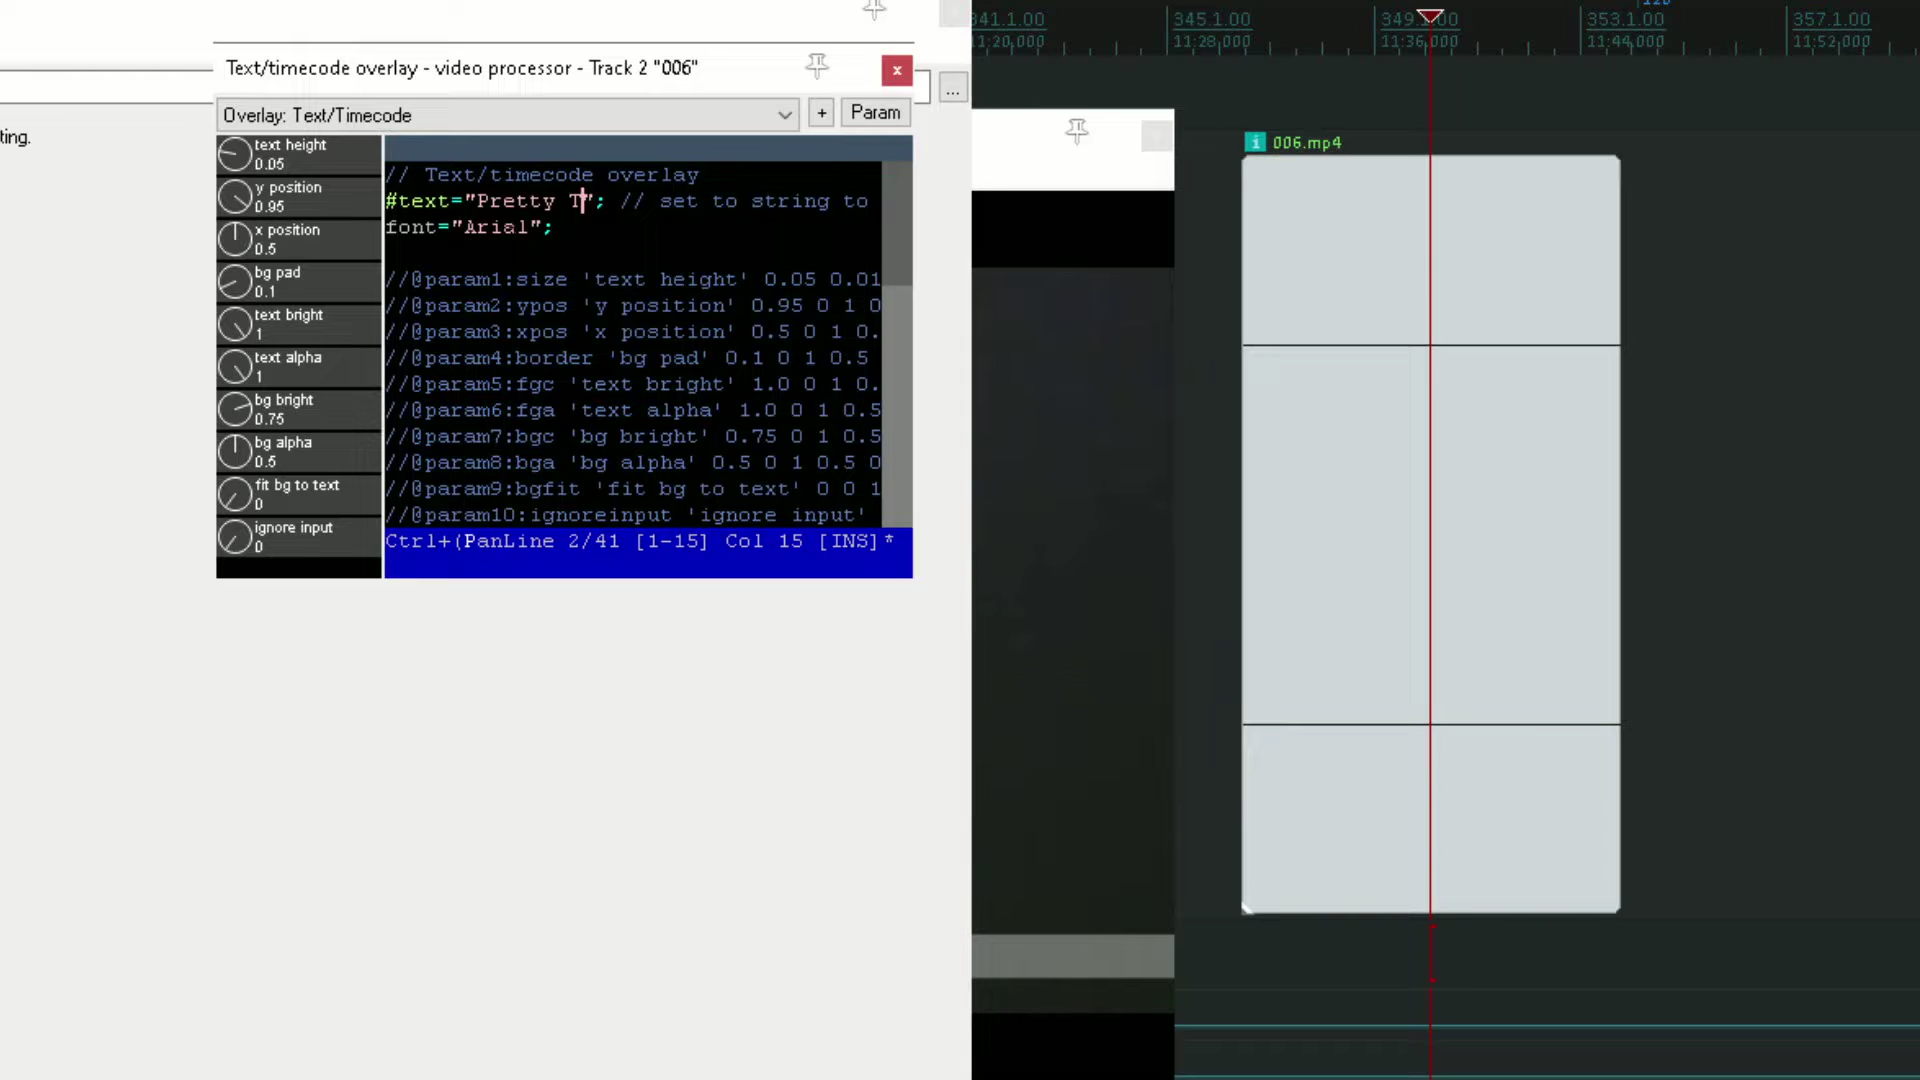 ting.
Text/timecode overlay - video processor - Track 2 "006"
x
...
Overlay: Text/Timecode
+
Param
text height
0.05
y position
0.95
x position
0.5
bg pad
0.1
text bright
1
text alpha
1
bg bright
0.75
bg alpha
0.5
fit bg to text
0
ignore input
0
// Text/timecode overlay
#text="Pretty T"; // set to string to
font="Arial";
//@param1:size 'text height' 0.05 0.01
//@param2:ypos 'y position' 0.95 0 1 0
//@param3:xpos 'x position' 0.5 0 1 0.
//@param4:border 'bg pad' 0.1 0 1 0.5
//@param5:fgc 'text bright' 1.0 0 1 0.
//@param6:fga 'text alpha' 1.0 0 1 0.5
//@param7:bgc 'bg bright' 0.75 0 1 0.5
//@param8:bga 'bg alpha' 0.5 0 1 0.5 0
//@param9:bgfit 'fit bg to text' 0 0 1
//@param10:ignoreinput 'ignore input'
Ctrl+(PanLine 2/41 [1-15] Col 15 [INS]*
341.1.00
11:20,000
345.1.00
11:28,000
349.1.00
11:36,000
353.1.00
11:44,000
357.1.00
11:52,000
i 006.mp4